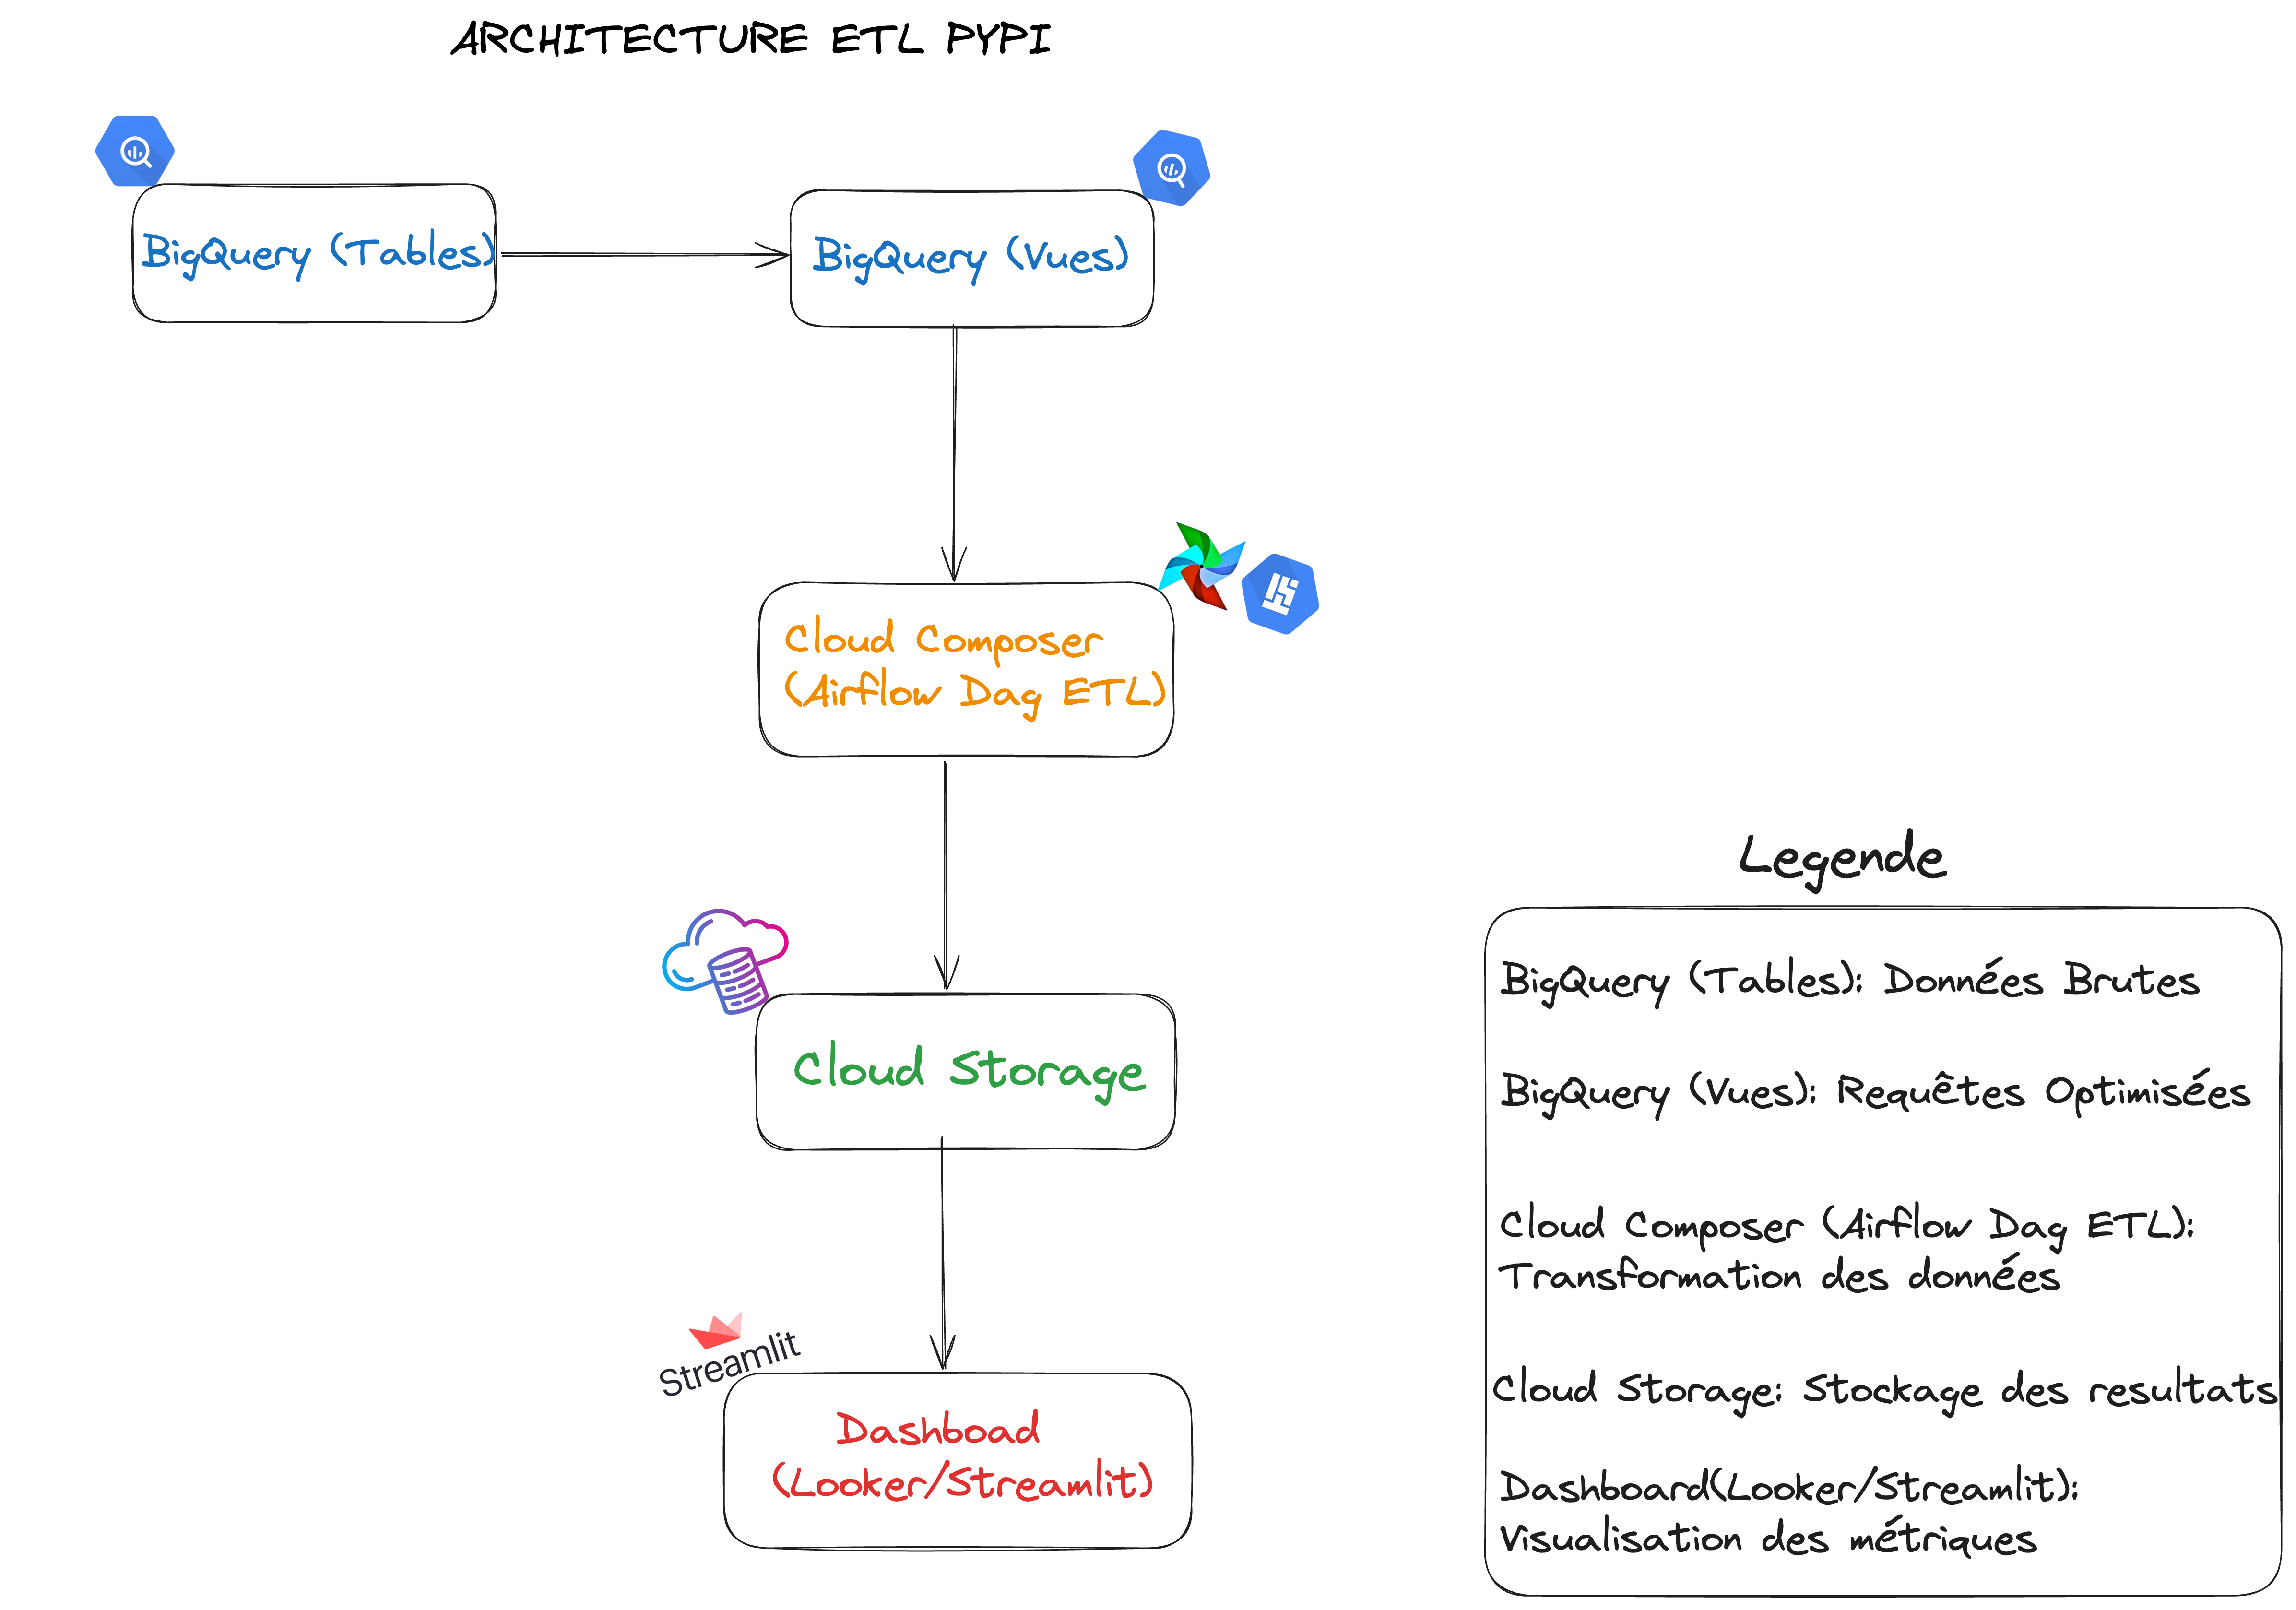 ARCHITECTURE ETL PYPI
BigQuery (Tables)
BigQuery (Vues)
Cloud Composer
(Airflow Dag ETL)
Cloud Storage
Streamlit
Dashboad
(Looker/Streamlit)
Legende
BigQuery (Tables): Données Brutes
BigQuery (Vues): Requêtes Optimisées
Cloud Composer (Airflow Dag ETL):
Transformation des données
Cloud Storage: Stockage des resultats
Dashboard(Looker/Streamlit):
Visualisation des métriques